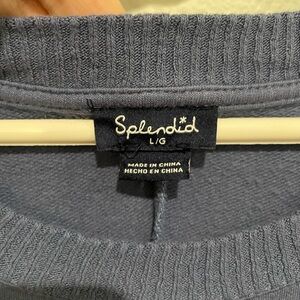 Splendid
L/G
MADE IN CHINA
HECHO EN CHINA